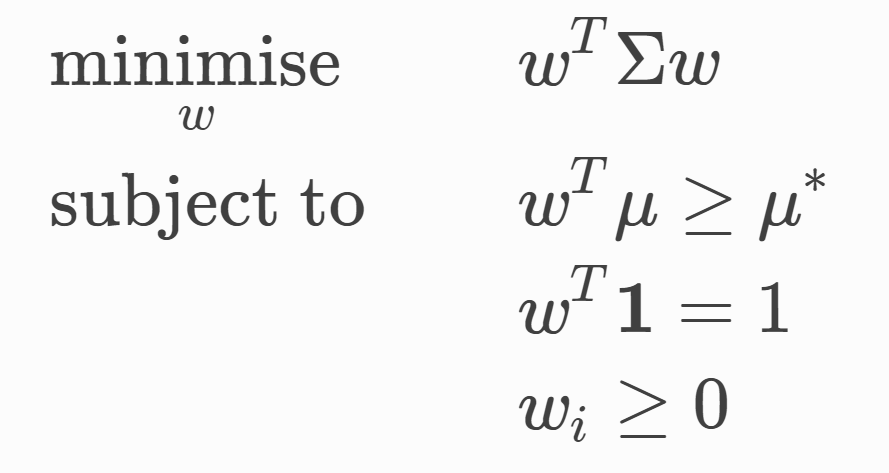 minimise w^T Σw
w
subject to w^T μ ≥ μ*
w^T 1 = 1
w_i ≥ 0